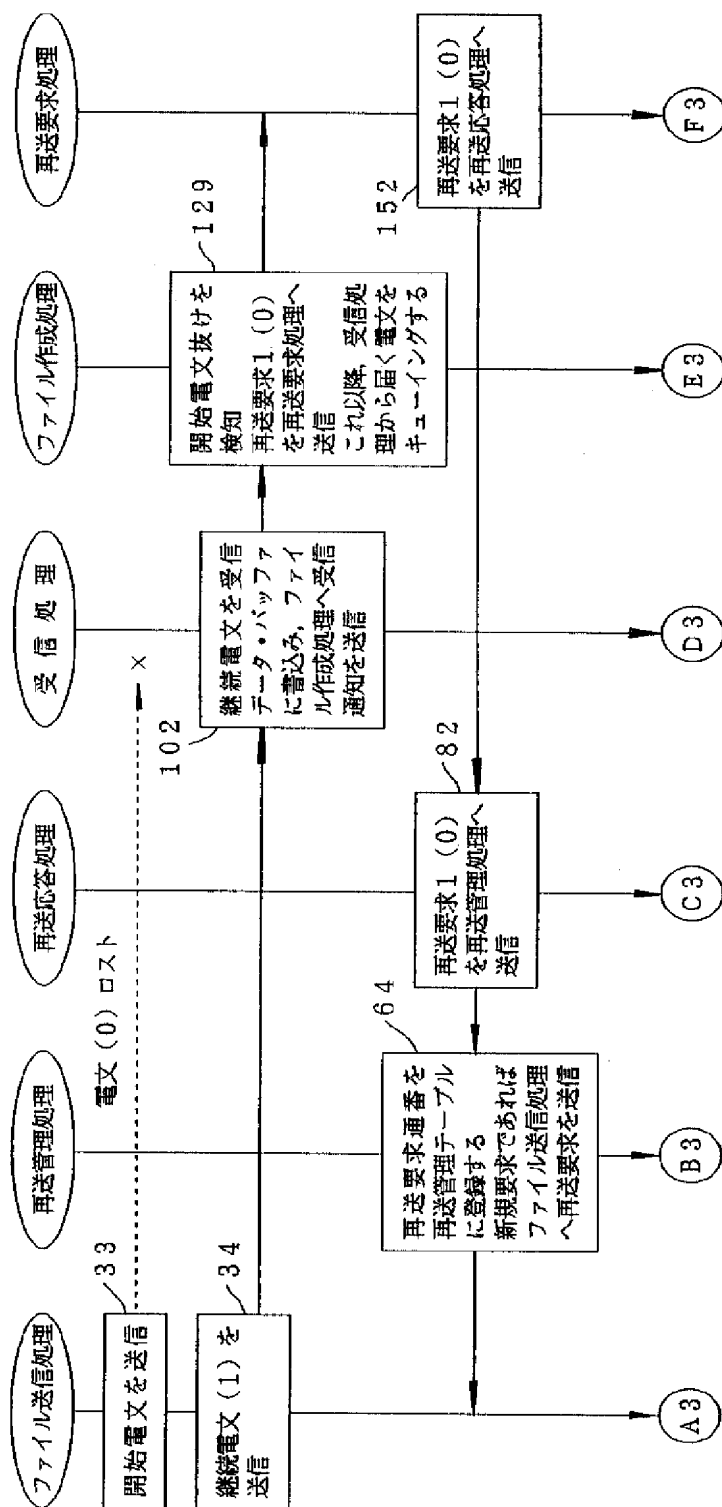 ファイル送信処理
再送管理処理
再送応答処理
受信処理
ファイル作成処理
再送要求処理
33
開始電文を送信
電文(0)ロスト
×
34
継続電文(1)を
送信
102
継続電文を受信
データ・バッファ
に書込み,ファイ
ル作成処理へ受信
通知を送信
129
開始電文抜けを
検知
再送要求1(0)
を再送要求処理へ
送信
これ以降,受信処
理から届く電文を
キューイングする
152
再送要求1(0)
を再送応答処理へ
送信
82
再送要求1(0)
を再送管理処理へ
送信
64
再送要求通番を
再送管理テーブル
に登録する
新規要求であれば
ファイル送信処理
へ再送要求を送信
A3
B3
C3
D3
E3
F3